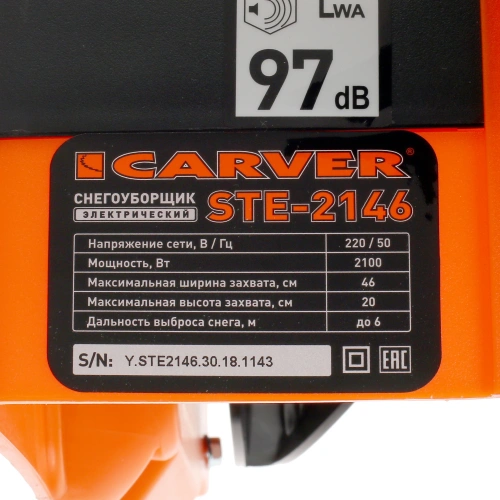 LWA
97 dB
CARVER®
СНЕГОУБОРЩИК
ЭЛЕКТРИЧЕСКИЙ
STE-2146
Напряжение сети, В / Гц 220 / 50
Мощность, Вт 2100
Максимальная ширина захвата, см 46
Максимальная высота захвата, см 20
Дальность выброса снега, м до 6
S/N: Y.STE2146.30.18.1143
EAC